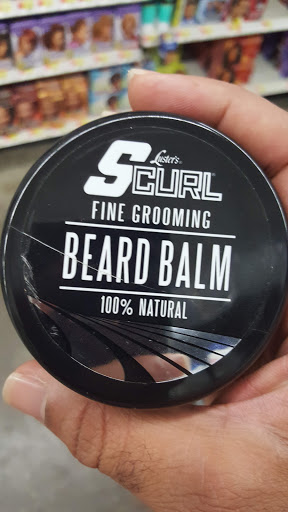 Luster's
SCURL
FINE GROOMING
BEARD BALM
100% NATURAL